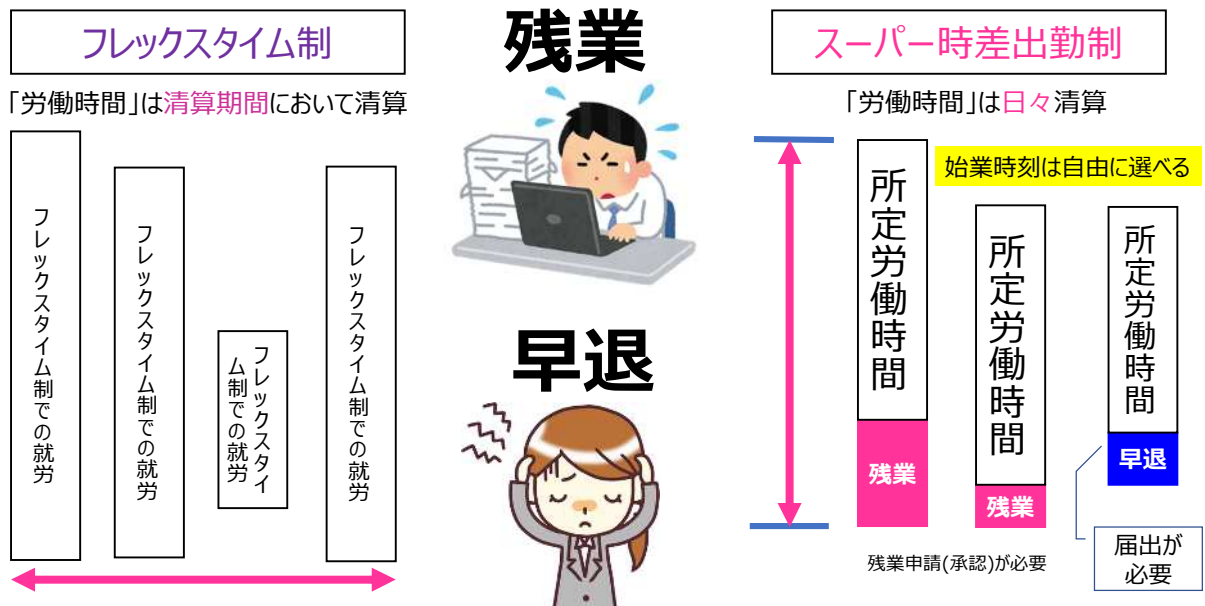 フレックスタイム制
「労働時間」は清算期間において清算
フレックスタイム制での就労
フレックスタイム制での就労
フレックスタイ
ム制での就労
フレックスタイム制での就労
残業
早退
スーパー時差出勤制
「労働時間」は日々清算
始業時刻は自由に選べる
所定労働時間
残業
所定労働時間
残業
所定労働時間
早退
残業申請(承認)が必要
届出が
必要